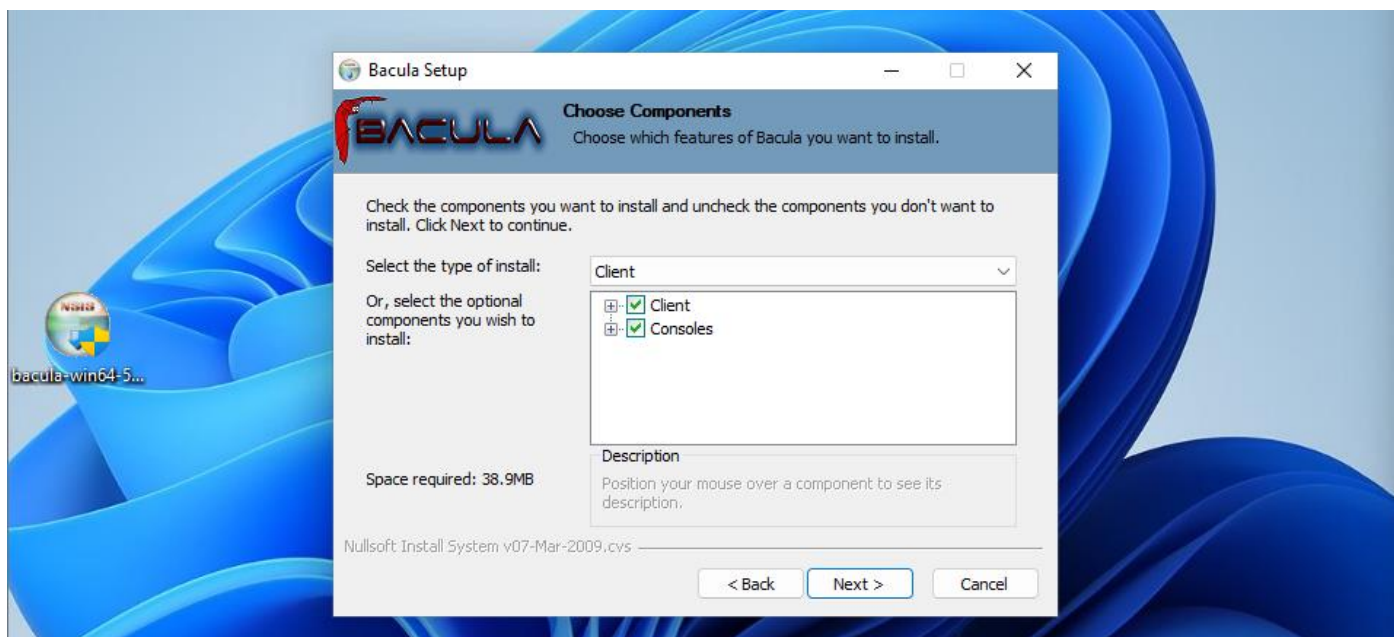 Bacula Setup
BACULA
Choose Components
Choose which features of Bacula you want to install.
Check the components you want to install and uncheck the components you don't want to
install. Click Next to continue.
Select the type of install:
Client
Or, select the optional
components you wish to
install:
Client
Consoles
NSIS
bacula-win64-5...
Space required: 38.9MB
Description
Position your mouse over a component to see its
description.
Nullsoft Install System v07-Mar-2009.cvs
< Back
Next >
Cancel